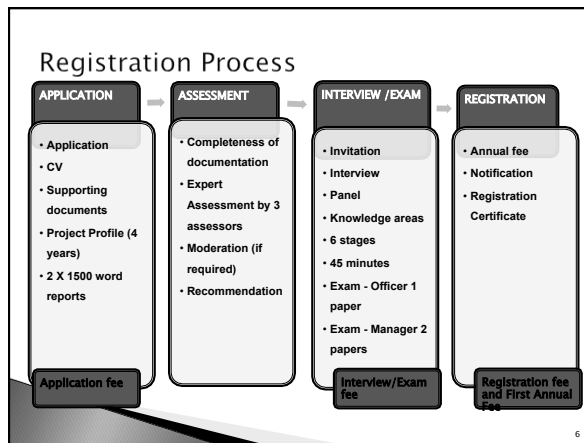 Registration Process
APPLICATION
• Application
• CV
• Supporting
documents
• Project Profile (4
years)
• 2 X 1500 word
reports
Application fee
ASSESSMENT
• Completeness of
documentation
• Expert
Assessment by 3
assessors
• Moderation (if
required)
• Recommendation
INTERVIEW /EXAM
• Invitation
• Interview
• Panel
• Knowledge areas
• 6 stages
• 45 minutes
• Exam - Officer 1
paper
• Exam - Manager 2
papers
Interview/Exam
fee
REGISTRATION
• Annual fee
• Notification
• Registration
Certificate
Registration fee
and First Annual
Fee
6